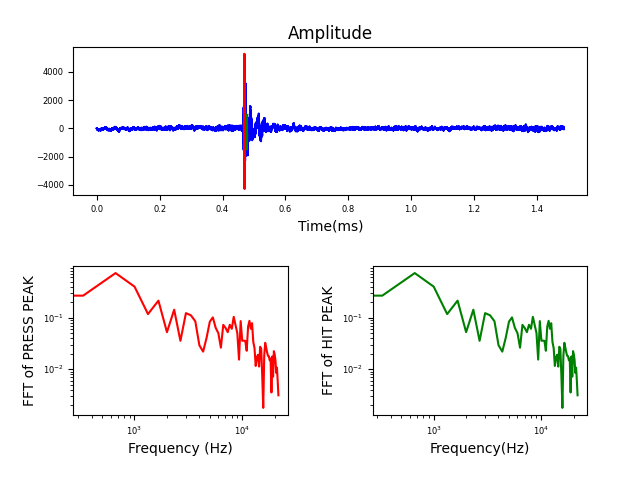 Amplitude
4000
2000
0
−2000
−4000
0.0 0.2 0.4 0.6 0.8 1.0 1.2 1.4
Time(ms)
FFT of PRESS PEAK
10⁻¹
10⁻²
10³ 10⁴
Frequency (Hz)
FFT of HIT PEAK
10⁻¹
10⁻²
10³ 10⁴
Frequency(Hz)